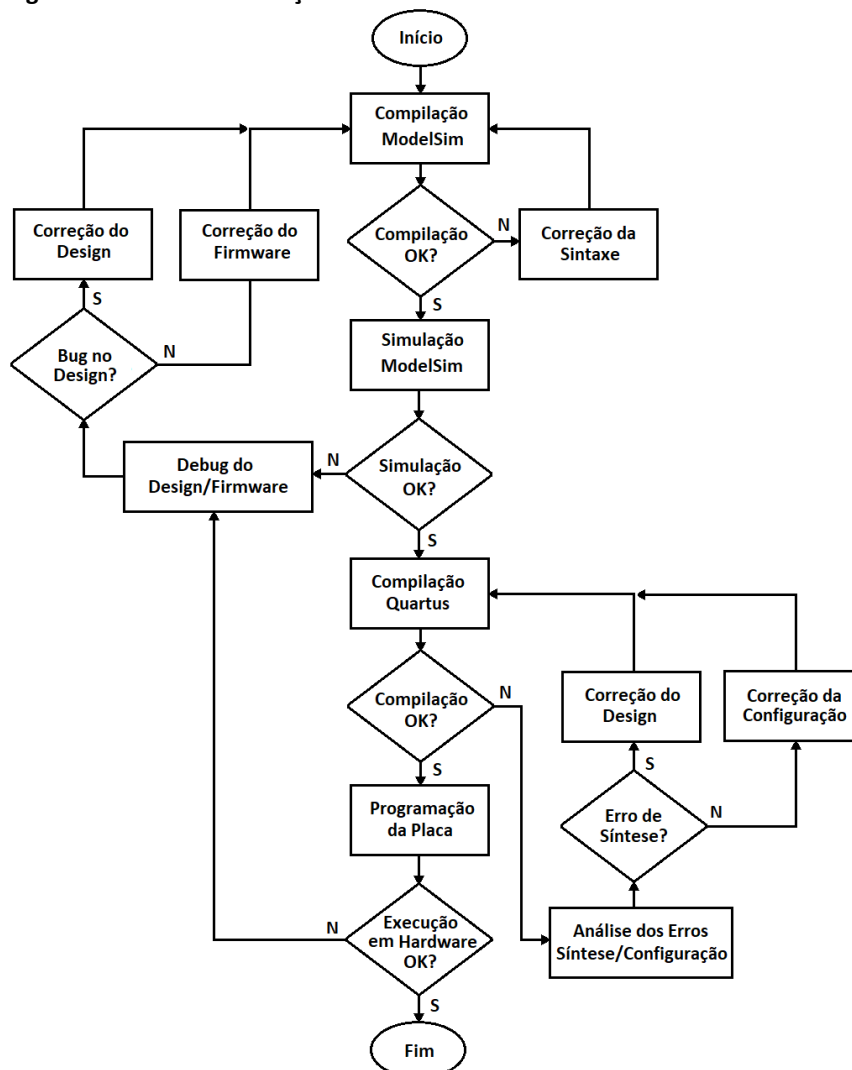 Início
Compilação
ModelSim
Correção do
Design
Correção do
Firmware
Compilação
OK?
N
Correção da
Sintaxe
S
S
Simulação
ModelSim
Bug no
Design?
N
Debug do
Design/Firmware
N
Simulação
OK?
S
Compilação
Quartus
Compilação
OK?
N
Correção do
Design
Correção da
Configuração
S
S
Programação
da Placa
Erro de
Síntese?
N
N
Execução
em Hardware
OK?
Análise dos Erros
Síntese/Configuração
S
Fim